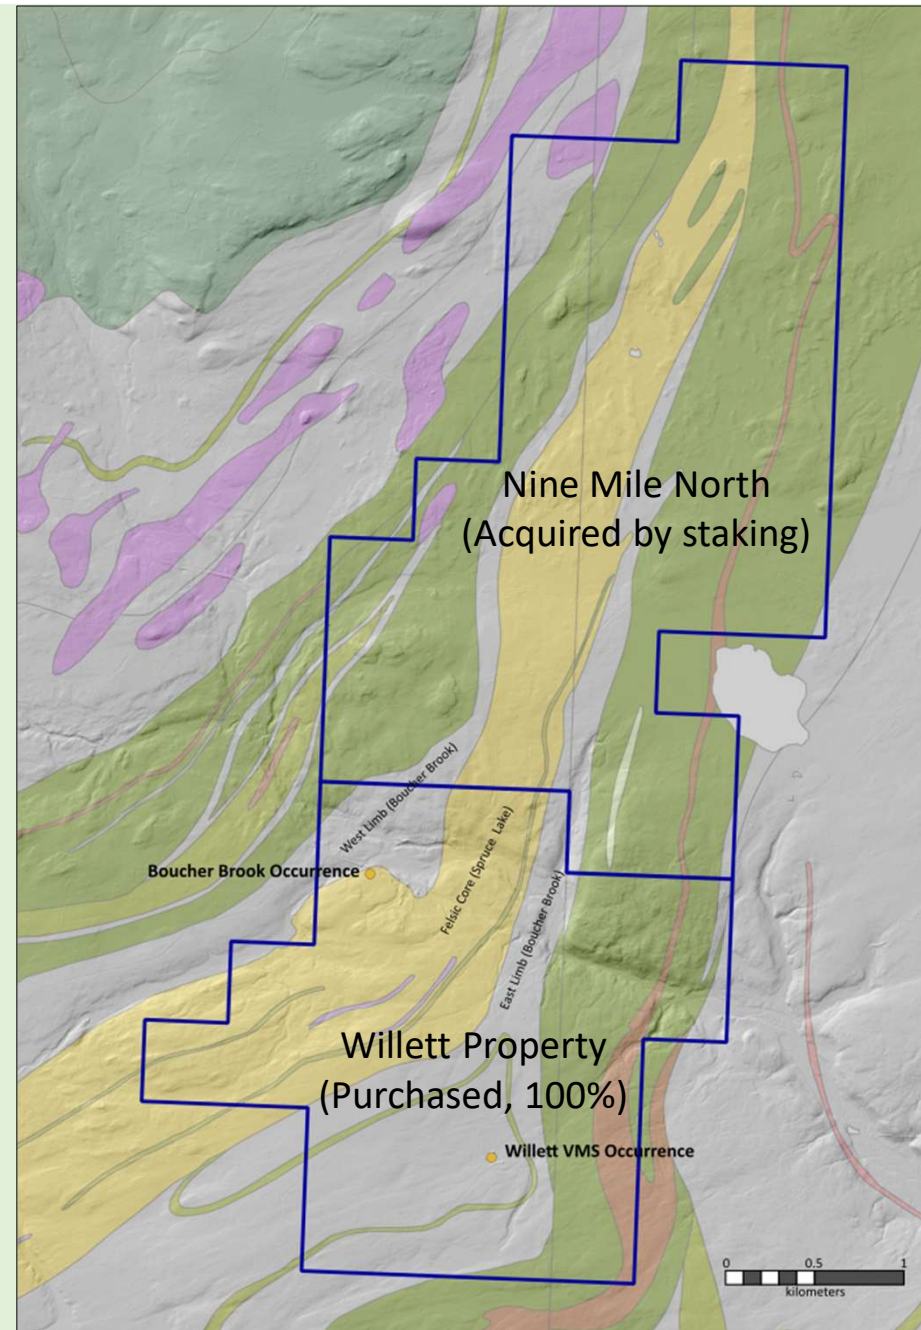 Nine Mile North
(Acquired by staking)
West Limb (Boucher Brook)
Felsic Core (Spruce Lake)
Boucher Brook Occurrence
East Limb (Boucher Brook)
Willett Property
(Purchased, 100%)
Willett VMS Occurrence
0 0.5 1
kilometers